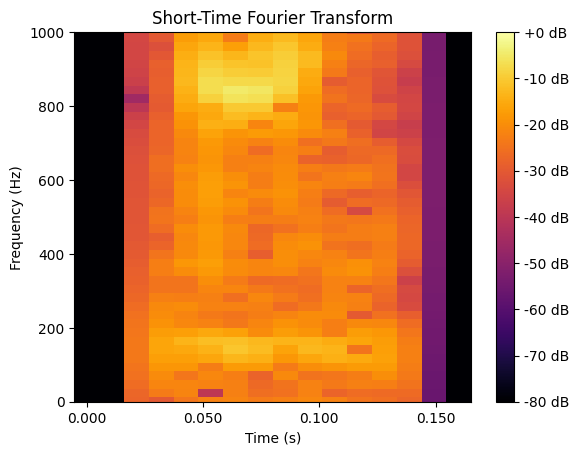 Short-Time Fourier Transform
1000
800
600
400
200
0
Frequency (Hz)
0.000
0.050
0.100
0.150
Time (s)
+0 dB
-10 dB
-20 dB
-30 dB
-40 dB
-50 dB
-60 dB
-70 dB
-80 dB